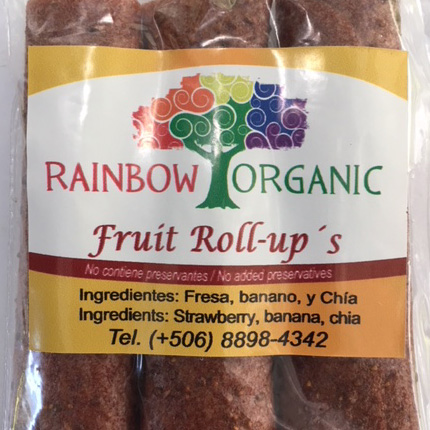 RAINBOW ORGANIC
Fruit Roll-up´s
No contiene preservantes / No added preservatives
Ingredientes: Fresa, banano, y Chía
Ingredients: Strawberry, banana, chia
Tel. (+506) 8898-4342